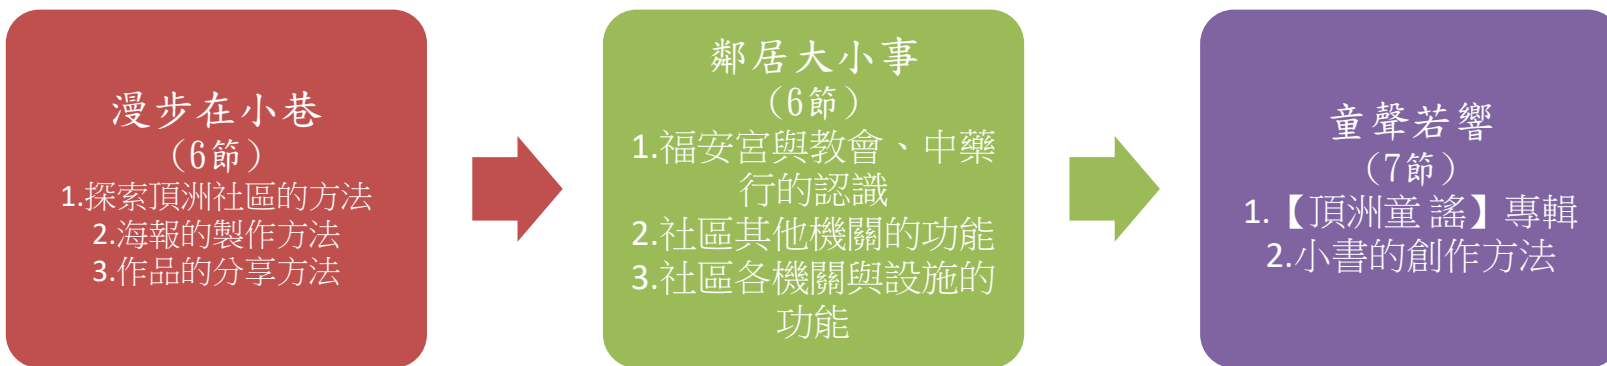 漫步在小巷
（6節）
1.探索頂洲社區的方法
2.海報的製作方法
3.作品的分享方法
鄰居大小事
（6節）
1.福安宮與教會、中藥
行的認識
2.社區其他機關的功能
3.社區各機關與設施的
功能
童聲若響
（7節）
1.【頂洲童 謠】專輯
2.小書的創作方法